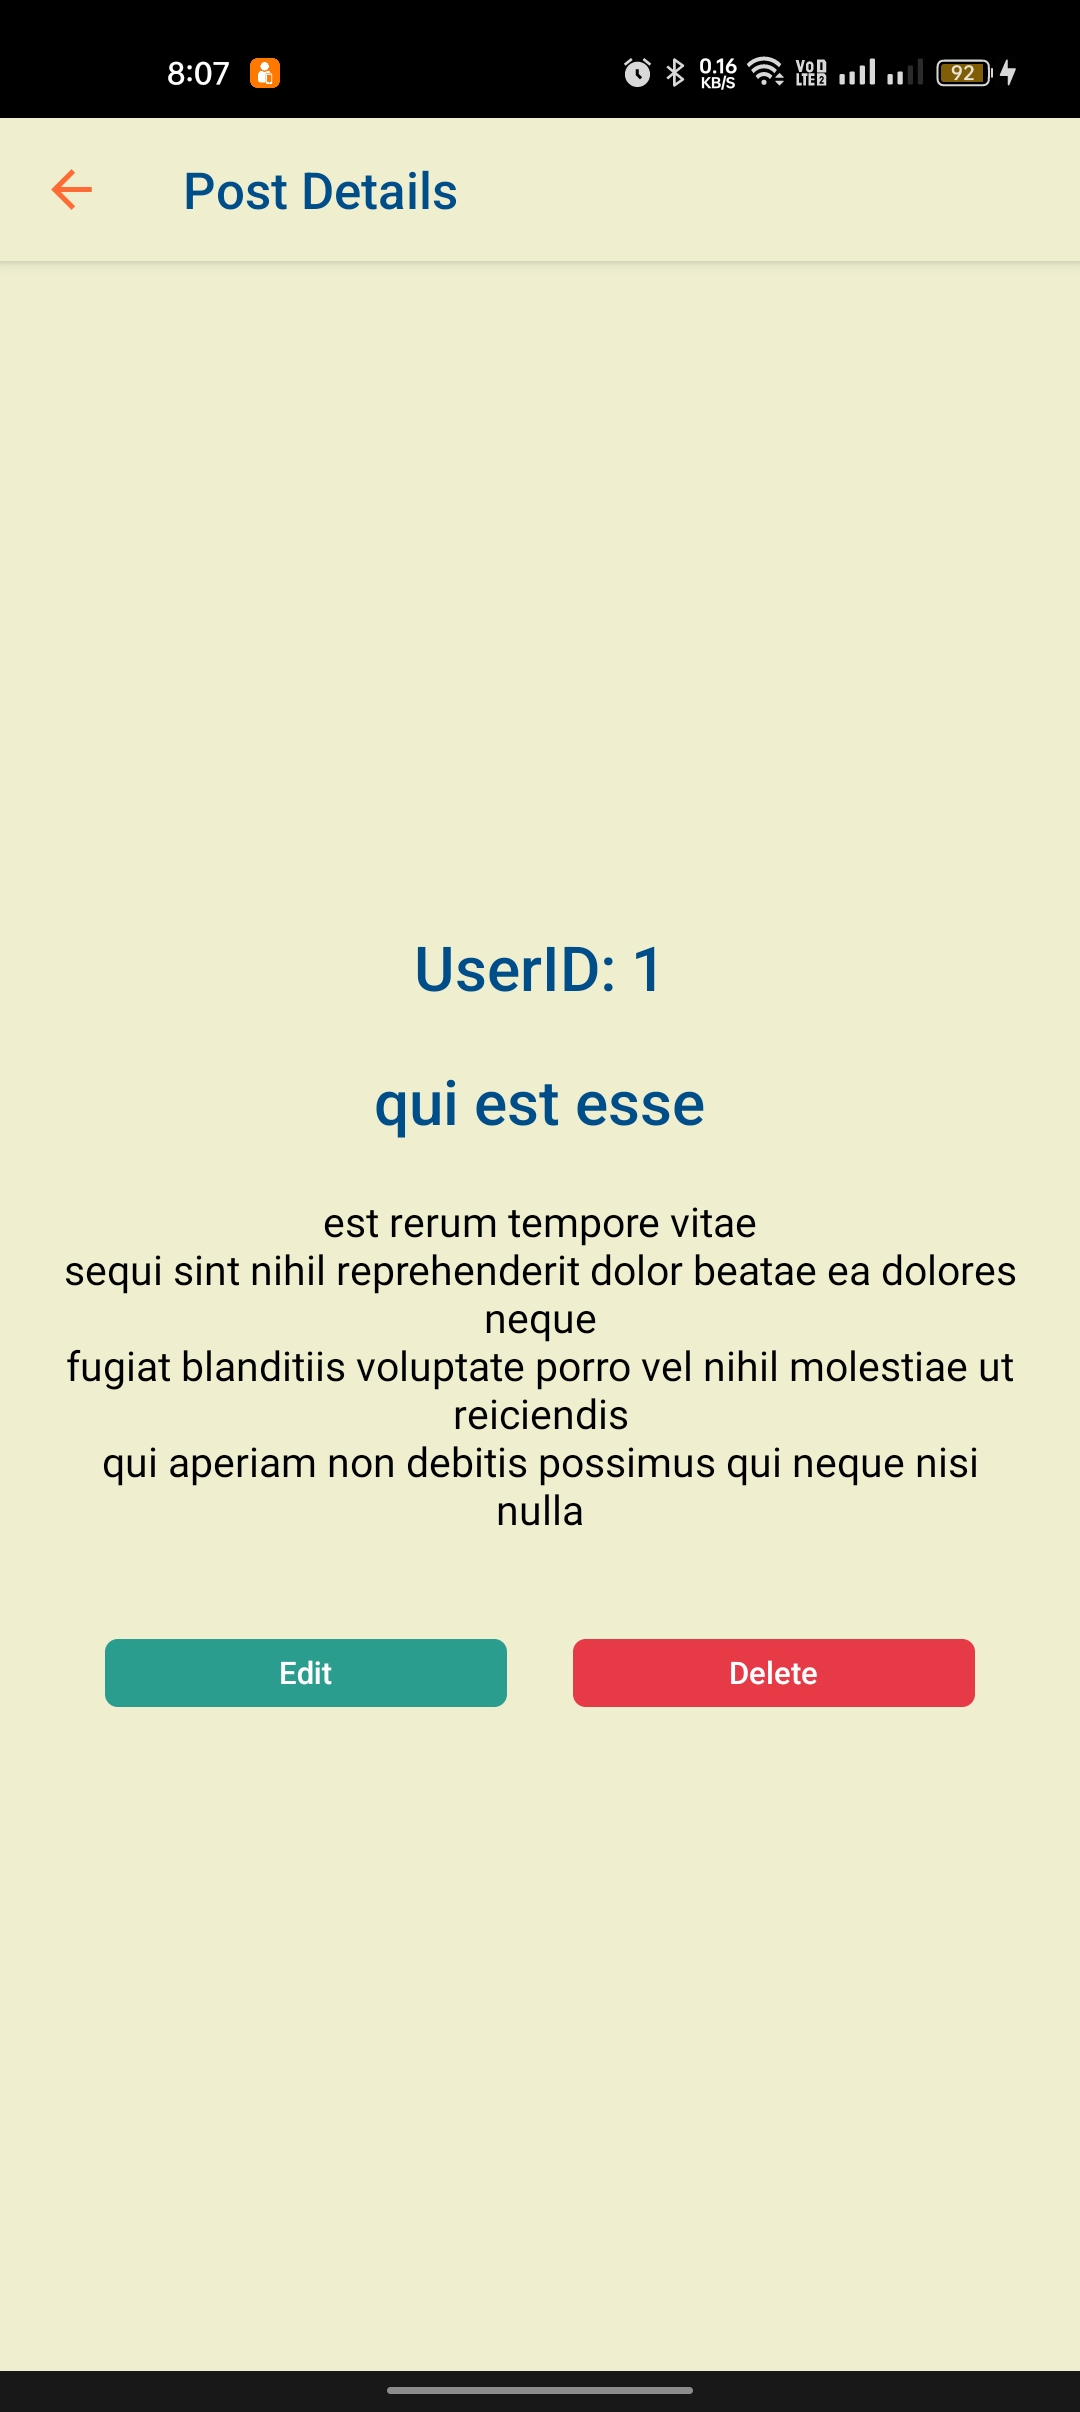 8:07
0.16
KB/S
VoD
LTE2
92
Post Details
UserID: 1
qui est esse
est rerum tempore vitae
sequi sint nihil reprehenderit dolor beatae ea dolores
neque
fugiat blanditiis voluptate porro vel nihil molestiae ut
reiciendis
qui aperiam non debitis possimus qui neque nisi
nulla
Edit
Delete